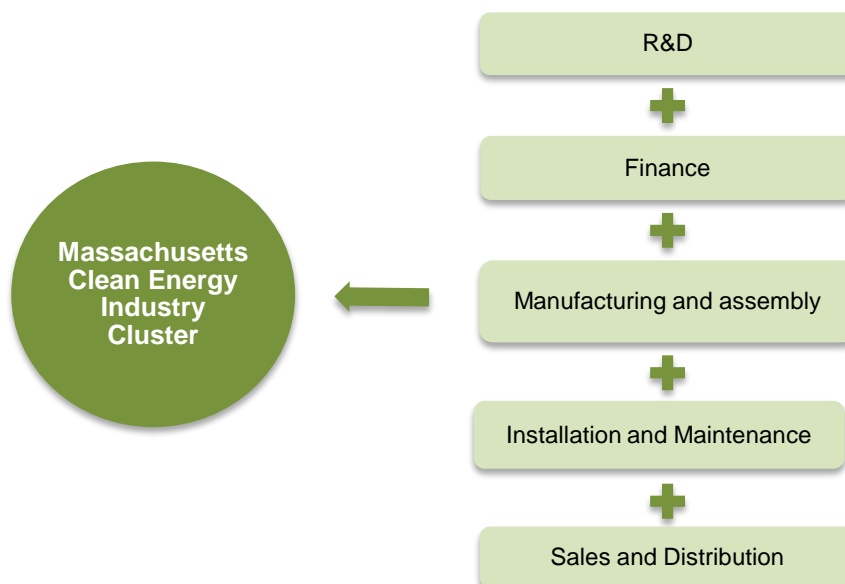 R&D
Finance
Massachusetts
Clean Energy
Industry
Cluster
Manufacturing and assembly
Installation and Maintenance
Sales and Distribution